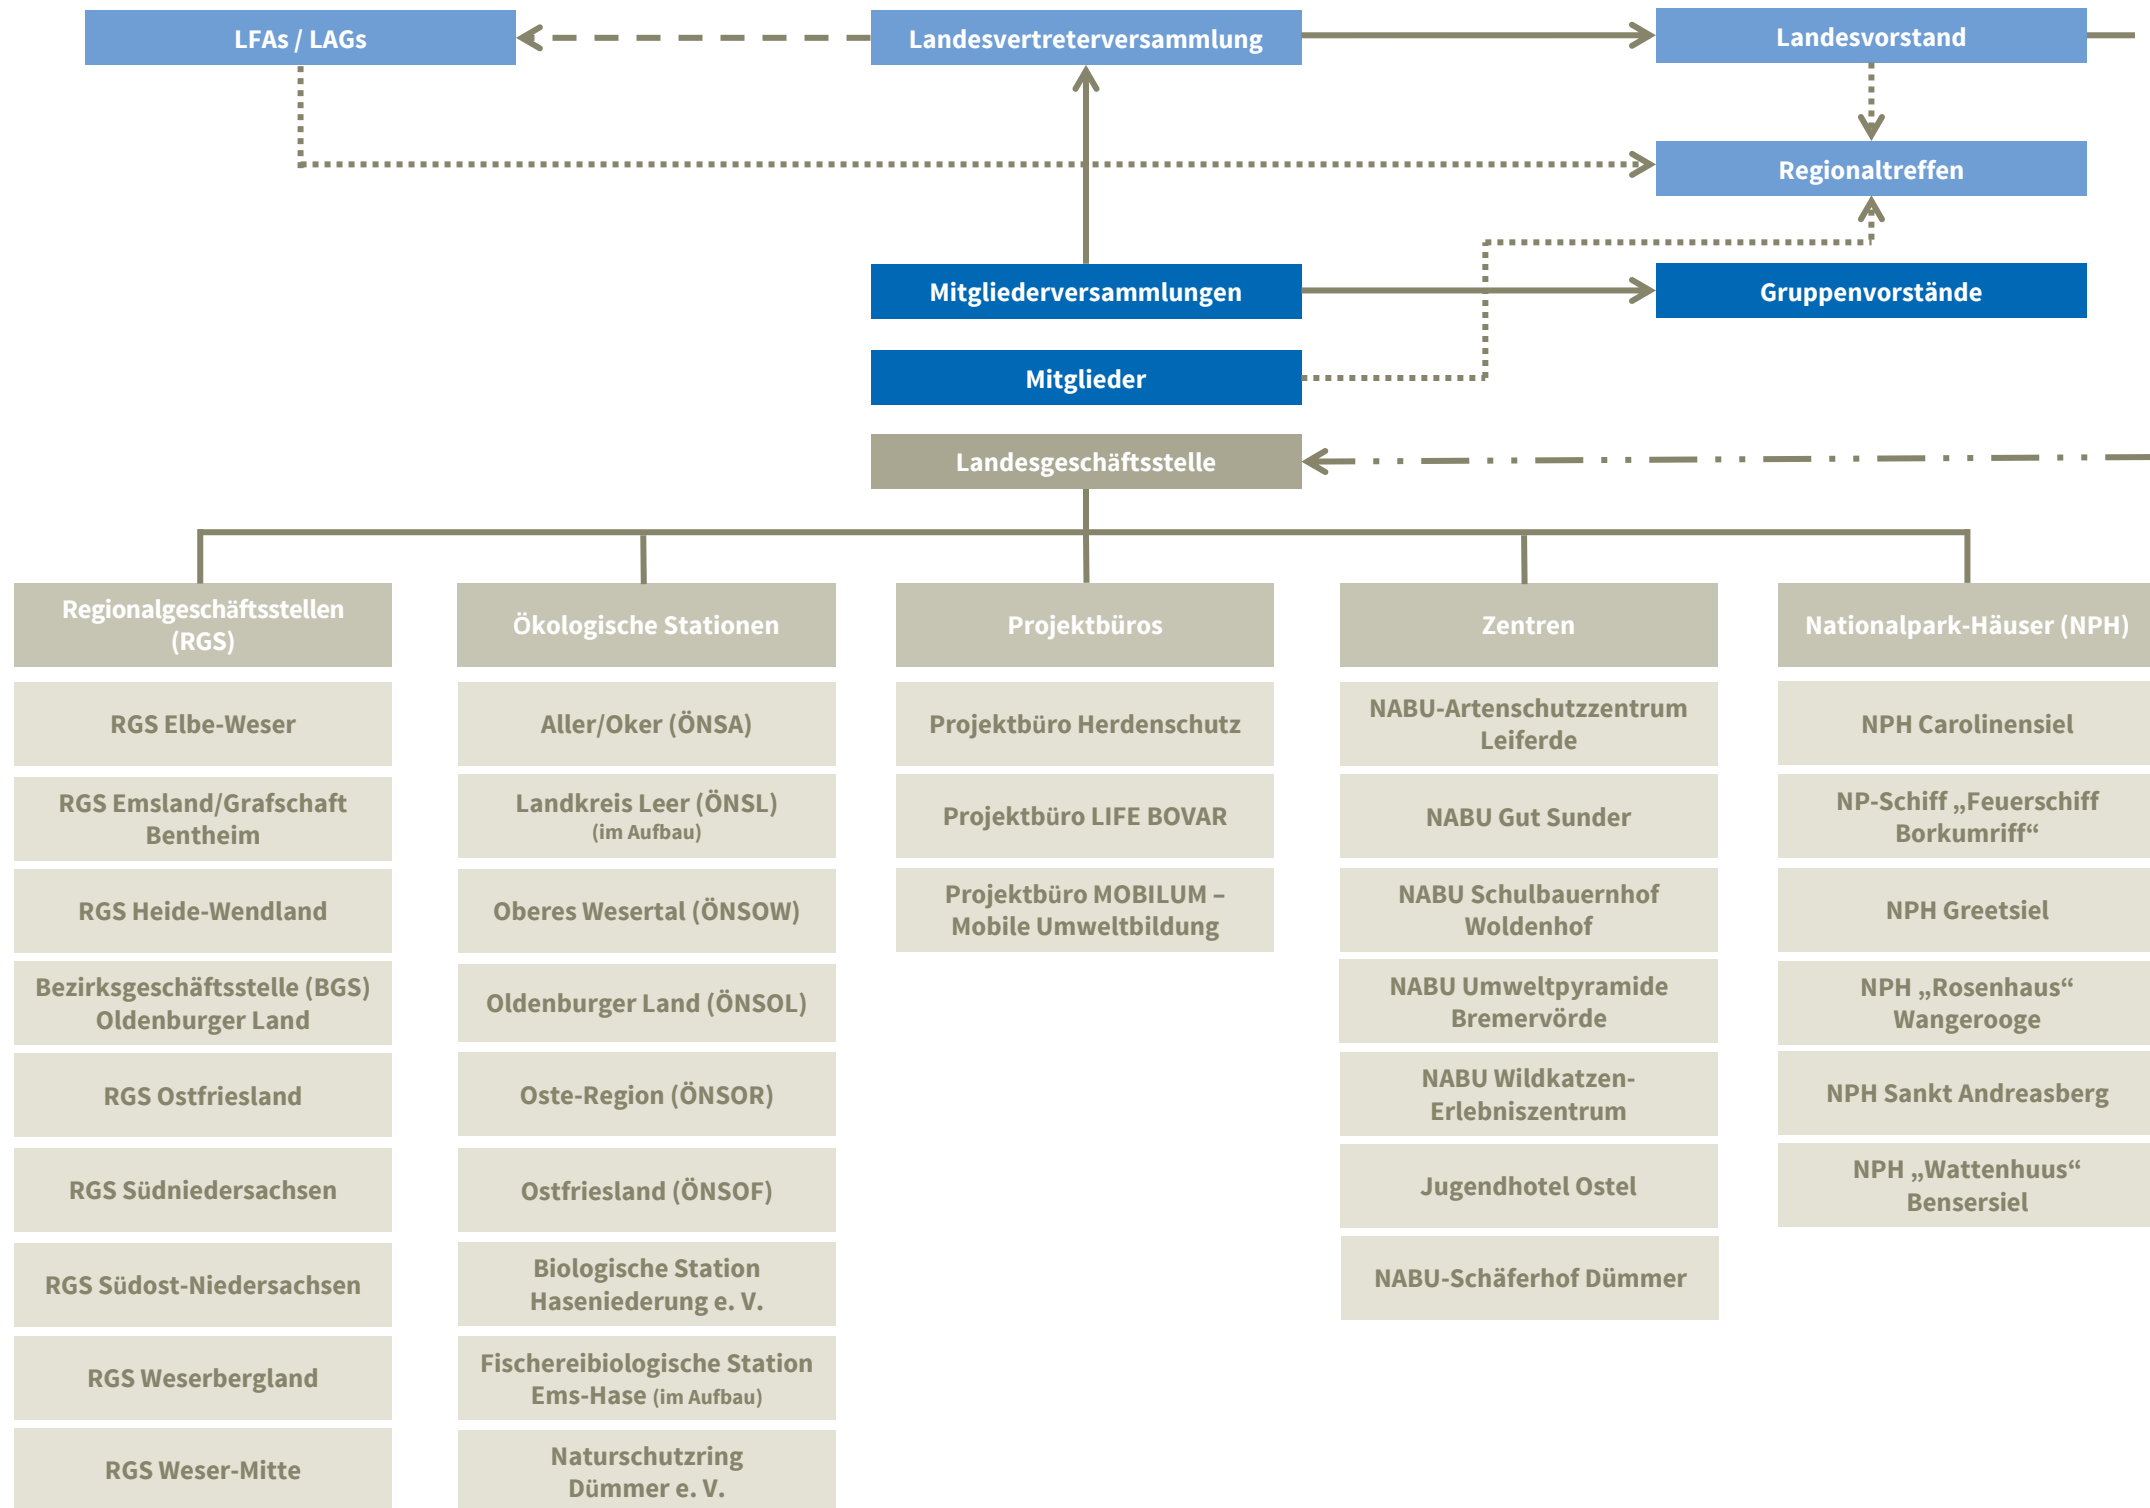 LFAs / LAGs
Landesvertreterversammlung
Landesvorstand
Regionaltreffen
Mitgliederversammlungen
Gruppenvorstände
Mitglieder
Landesgeschäftsstelle
Regionalgeschäftsstellen
(RGS)
Ökologische Stationen
Projektbüros
Zentren
Nationalpark-Häuser (NPH)
RGS Elbe-Weser
RGS Emsland/Grafschaft
Bentheim
RGS Heide-Wendland
Bezirksgeschäftsstelle (BGS)
Oldenburger Land
RGS Ostfriesland
RGS Südniedersachsen
RGS Südost-Niedersachsen
RGS Weserbergland
RGS Weser-Mitte
Aller/Oker (ÖNSA)
Landkreis Leer (ÖNSL)
(im Aufbau)
Oberes Wesertal (ÖNSOW)
Oldenburger Land (ÖNSOL)
Oste-Region (ÖNSOR)
Ostfriesland (ÖNSOF)
Biologische Station
Haseniederung e. V.
Fischereibiologische Station
Ems-Hase (im Aufbau)
Naturschutzring
Dümmer e. V.
Projektbüro Herdenschutz
Projektbüro LIFE BOVAR
Projektbüro MOBILUM –
Mobile Umweltbildung
NABU-Artenschutzzentrum
Leiferde
NABU Gut Sunder
NABU Schulbauernhof
Woldenhof
NABU Umweltpyramide
Bremervörde
NABU Wildkatzen-
Erlebniszentrum
Jugendhotel Ostel
NABU-Schäferhof Dümmer
NPH Carolinensiel
NP-Schiff „Feuerschiff
Borkumriff“
NPH Greetsiel
NPH „Rosenhaus“
Wangerooge
NPH Sankt Andreasberg
NPH „Wattenhuus“
Bensersiel